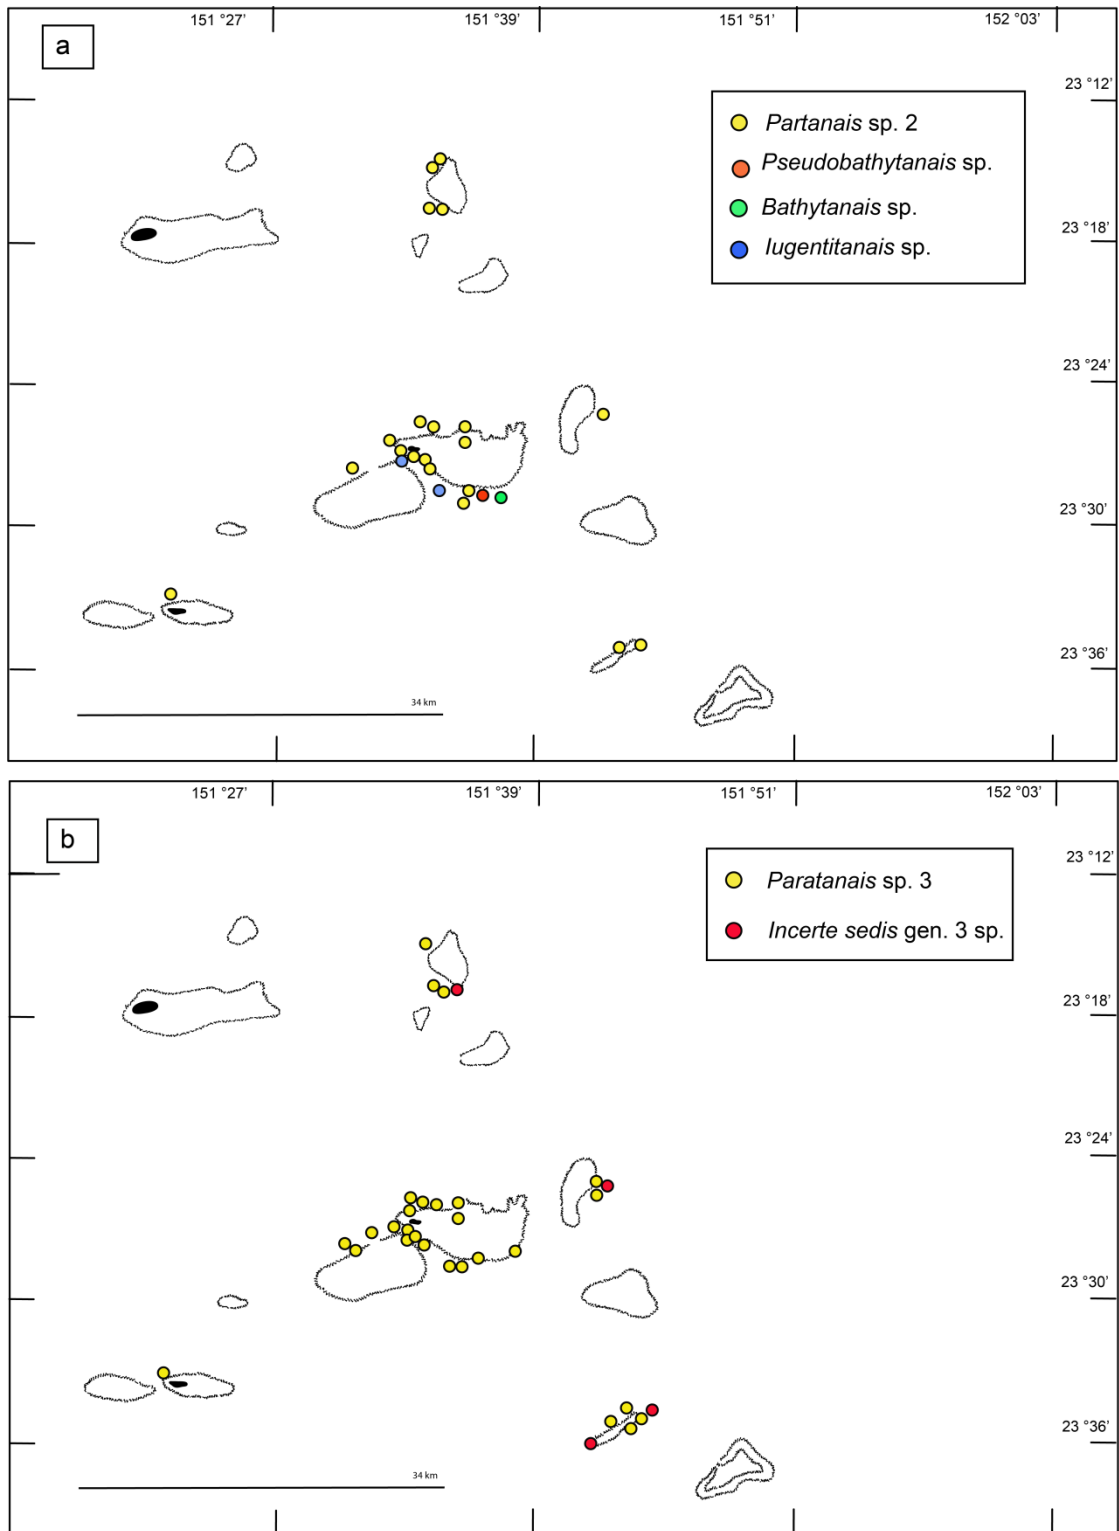 151 °27' 151 °39' 151 °51' 152 °03'
a
23 °12'
Partanais sp. 2
Pseudobathytanais sp.
Bathytanais sp.
Iugentitanais sp.
23 °18'
23 °24'
23 °30'
23 °36'
34 km
151 °27' 151 °39' 151 °51' 152 °03'
b
23 °12'
Paratanais sp. 3
Incerte sedis gen. 3 sp.
23 °18'
23 °24'
23 °30'
23 °36'
34 km